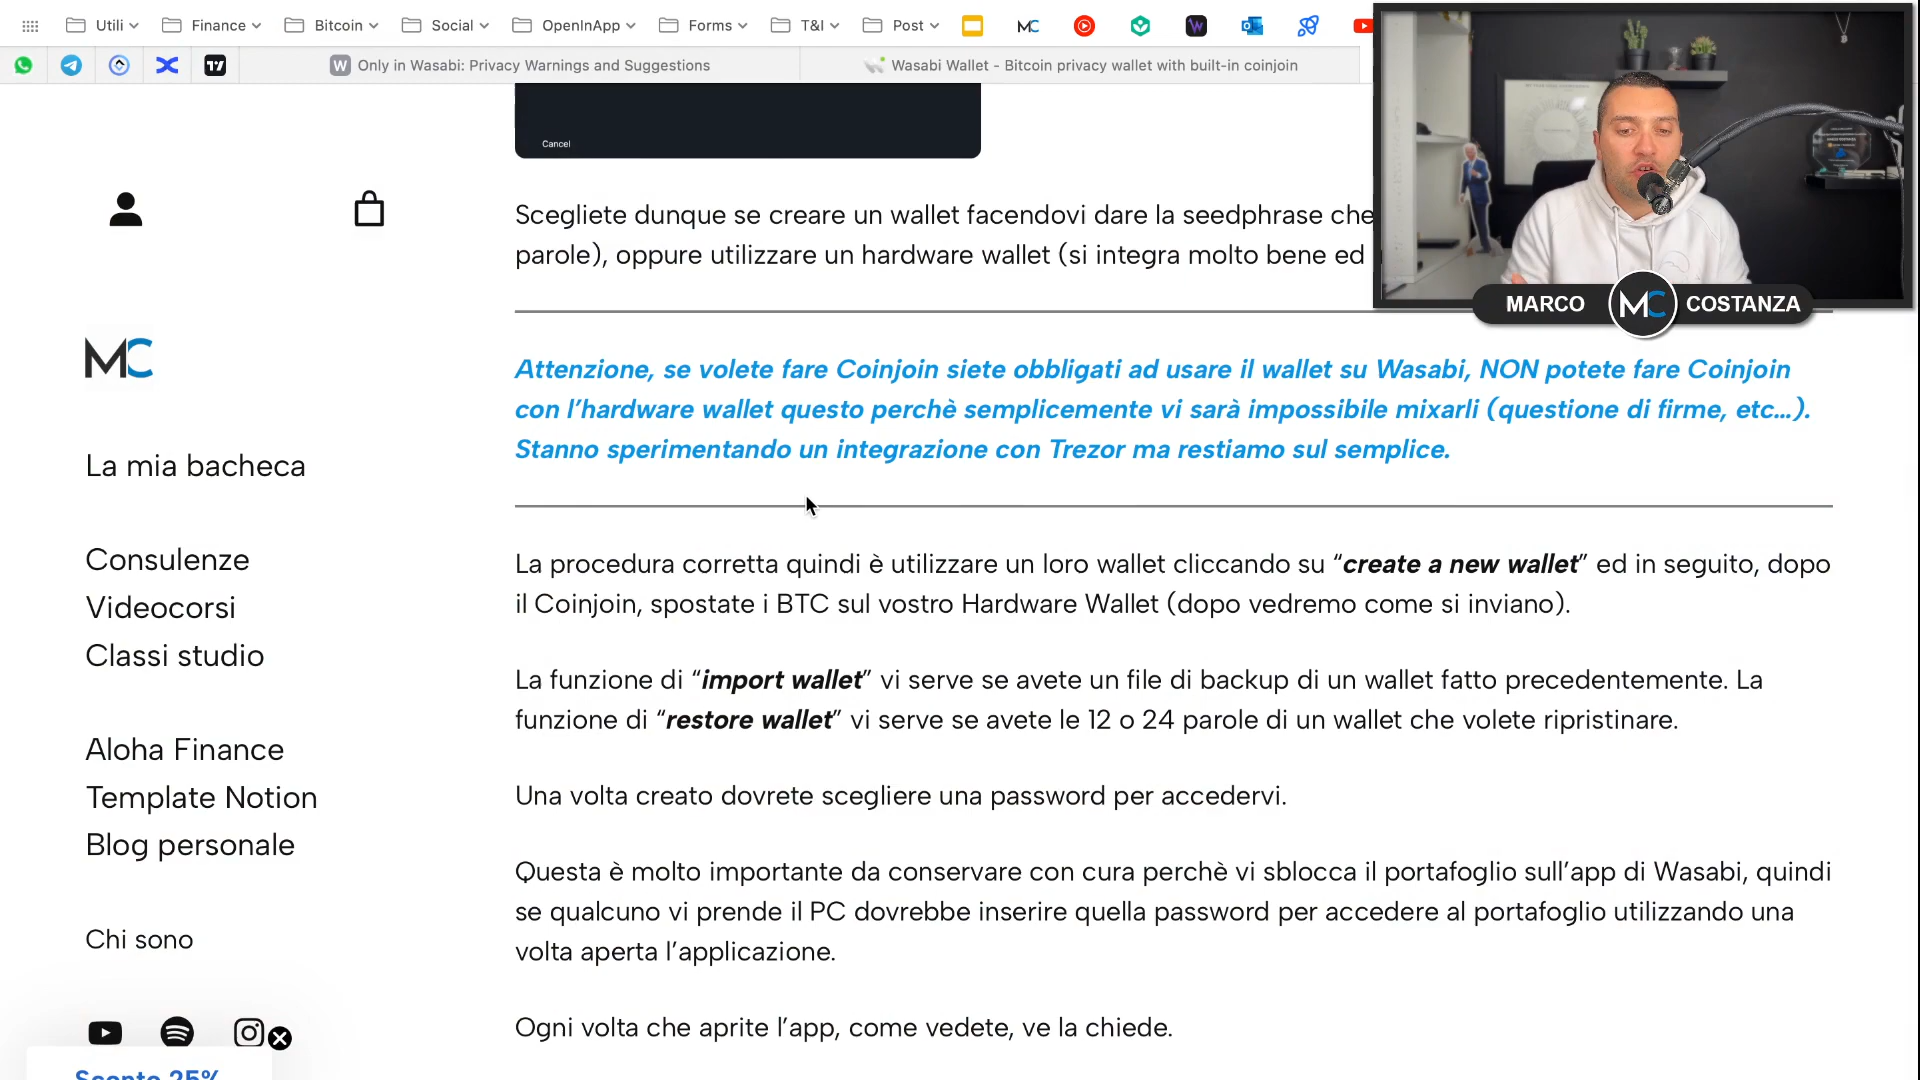 Utili
Finance
Bitcoin
Social
OpenInApp
Forms
T&I
Post
Only in Wasabi: Privacy Warnings and Suggestions
Wasabi Wallet - Bitcoin privacy wallet with built-in coinjoin
Cancel
Scegliete dunque se creare un wallet facendovi dare la seedphrase che
parole), oppure utilizzare un hardware wallet (si integra molto bene ed
MARCO MC COSTANZA
Attenzione, se volete fare Coinjoin siete obbligati ad usare il wallet su Wasabi, NON potete fare Coinjoin
con l’hardware wallet questo perchè semplicemente vi sarà impossibile mixarli (questione di firme, etc…).
Stanno sperimentando un integrazione con Trezor ma restiamo sul semplice.
La procedura corretta quindi è utilizzare un loro wallet cliccando su “create a new wallet” ed in seguito, dopo
il Coinjoin, spostate i BTC sul vostro Hardware Wallet (dopo vedremo come si inviano).
La funzione di “import wallet” vi serve se avete un file di backup di un wallet fatto precedentemente. La
funzione di “restore wallet” vi serve se avete le 12 o 24 parole di un wallet che volete ripristinare.
Una volta creato dovrete scegliere una password per accedervi.
Questa è molto importante da conservare con cura perchè vi sblocca il portafoglio sull’app di Wasabi, quindi
se qualcuno vi prende il PC dovrebbe inserire quella password per accedere al portafoglio utilizzando una
volta aperta l’applicazione.
Ogni volta che aprite l’app, come vedete, ve la chiede.
MC
La mia bacheca
Consulenze
Videocorsi
Classi studio
Aloha Finance
Template Notion
Blog personale
Chi sono
Sconto 25%